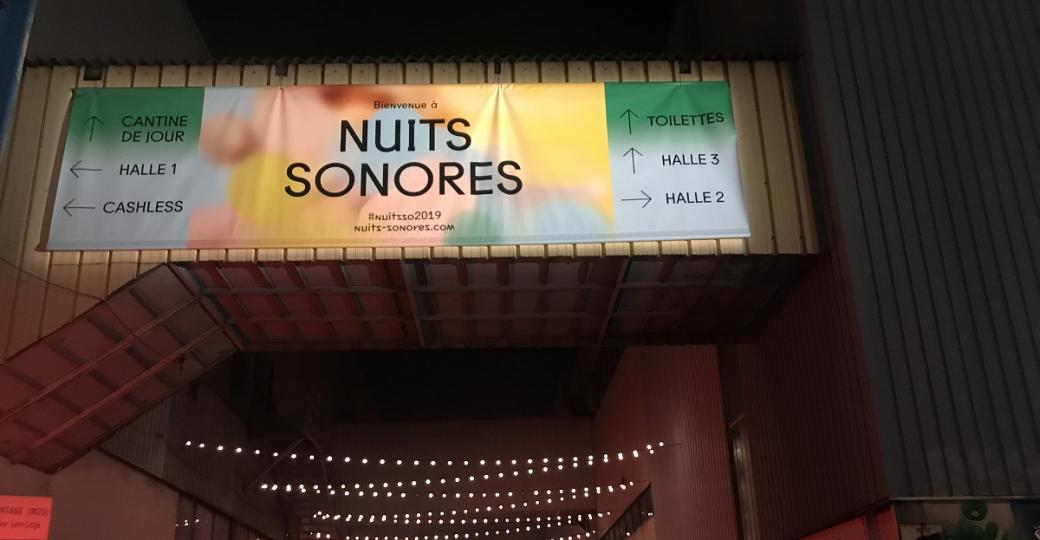 CANTINE
DE JOUR
HALLE 1
CASHLESS
Bienvenue à
NUITS
SONORES
#nuitsso2019
nuits-sonores.com
TOILETTES
HALLE 3
HALLE 2